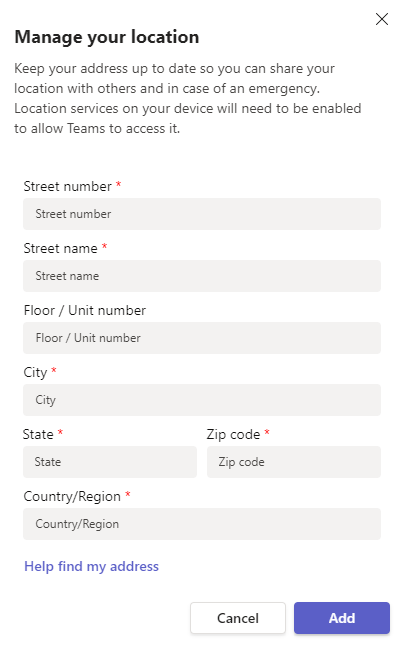 Manage your location
Keep your address up to date so you can share your
location with others and in case of an emergency.
Location services on your device will need to be enabled
to allow Teams to access it.
Street number *
Street number
Street name *
Street name
Floor / Unit number
Floor / Unit number
City *
City
State * Zip code *
State Zip code
Country/Region *
Country/Region
Help find my address
Cancel Add